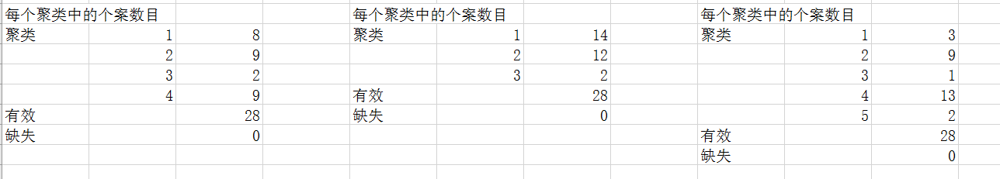 每个聚类中的个案数目 每个聚类中的个案数目 每个聚类中的个案数目
聚类 1 8 聚类 1 14 聚类 1 3
2 9 2 12 2 9
3 2 3 2 3 1
4 9 有效 28 4 13
有效 28 缺失 0 5 2
缺失 0 有效 28
缺失 0